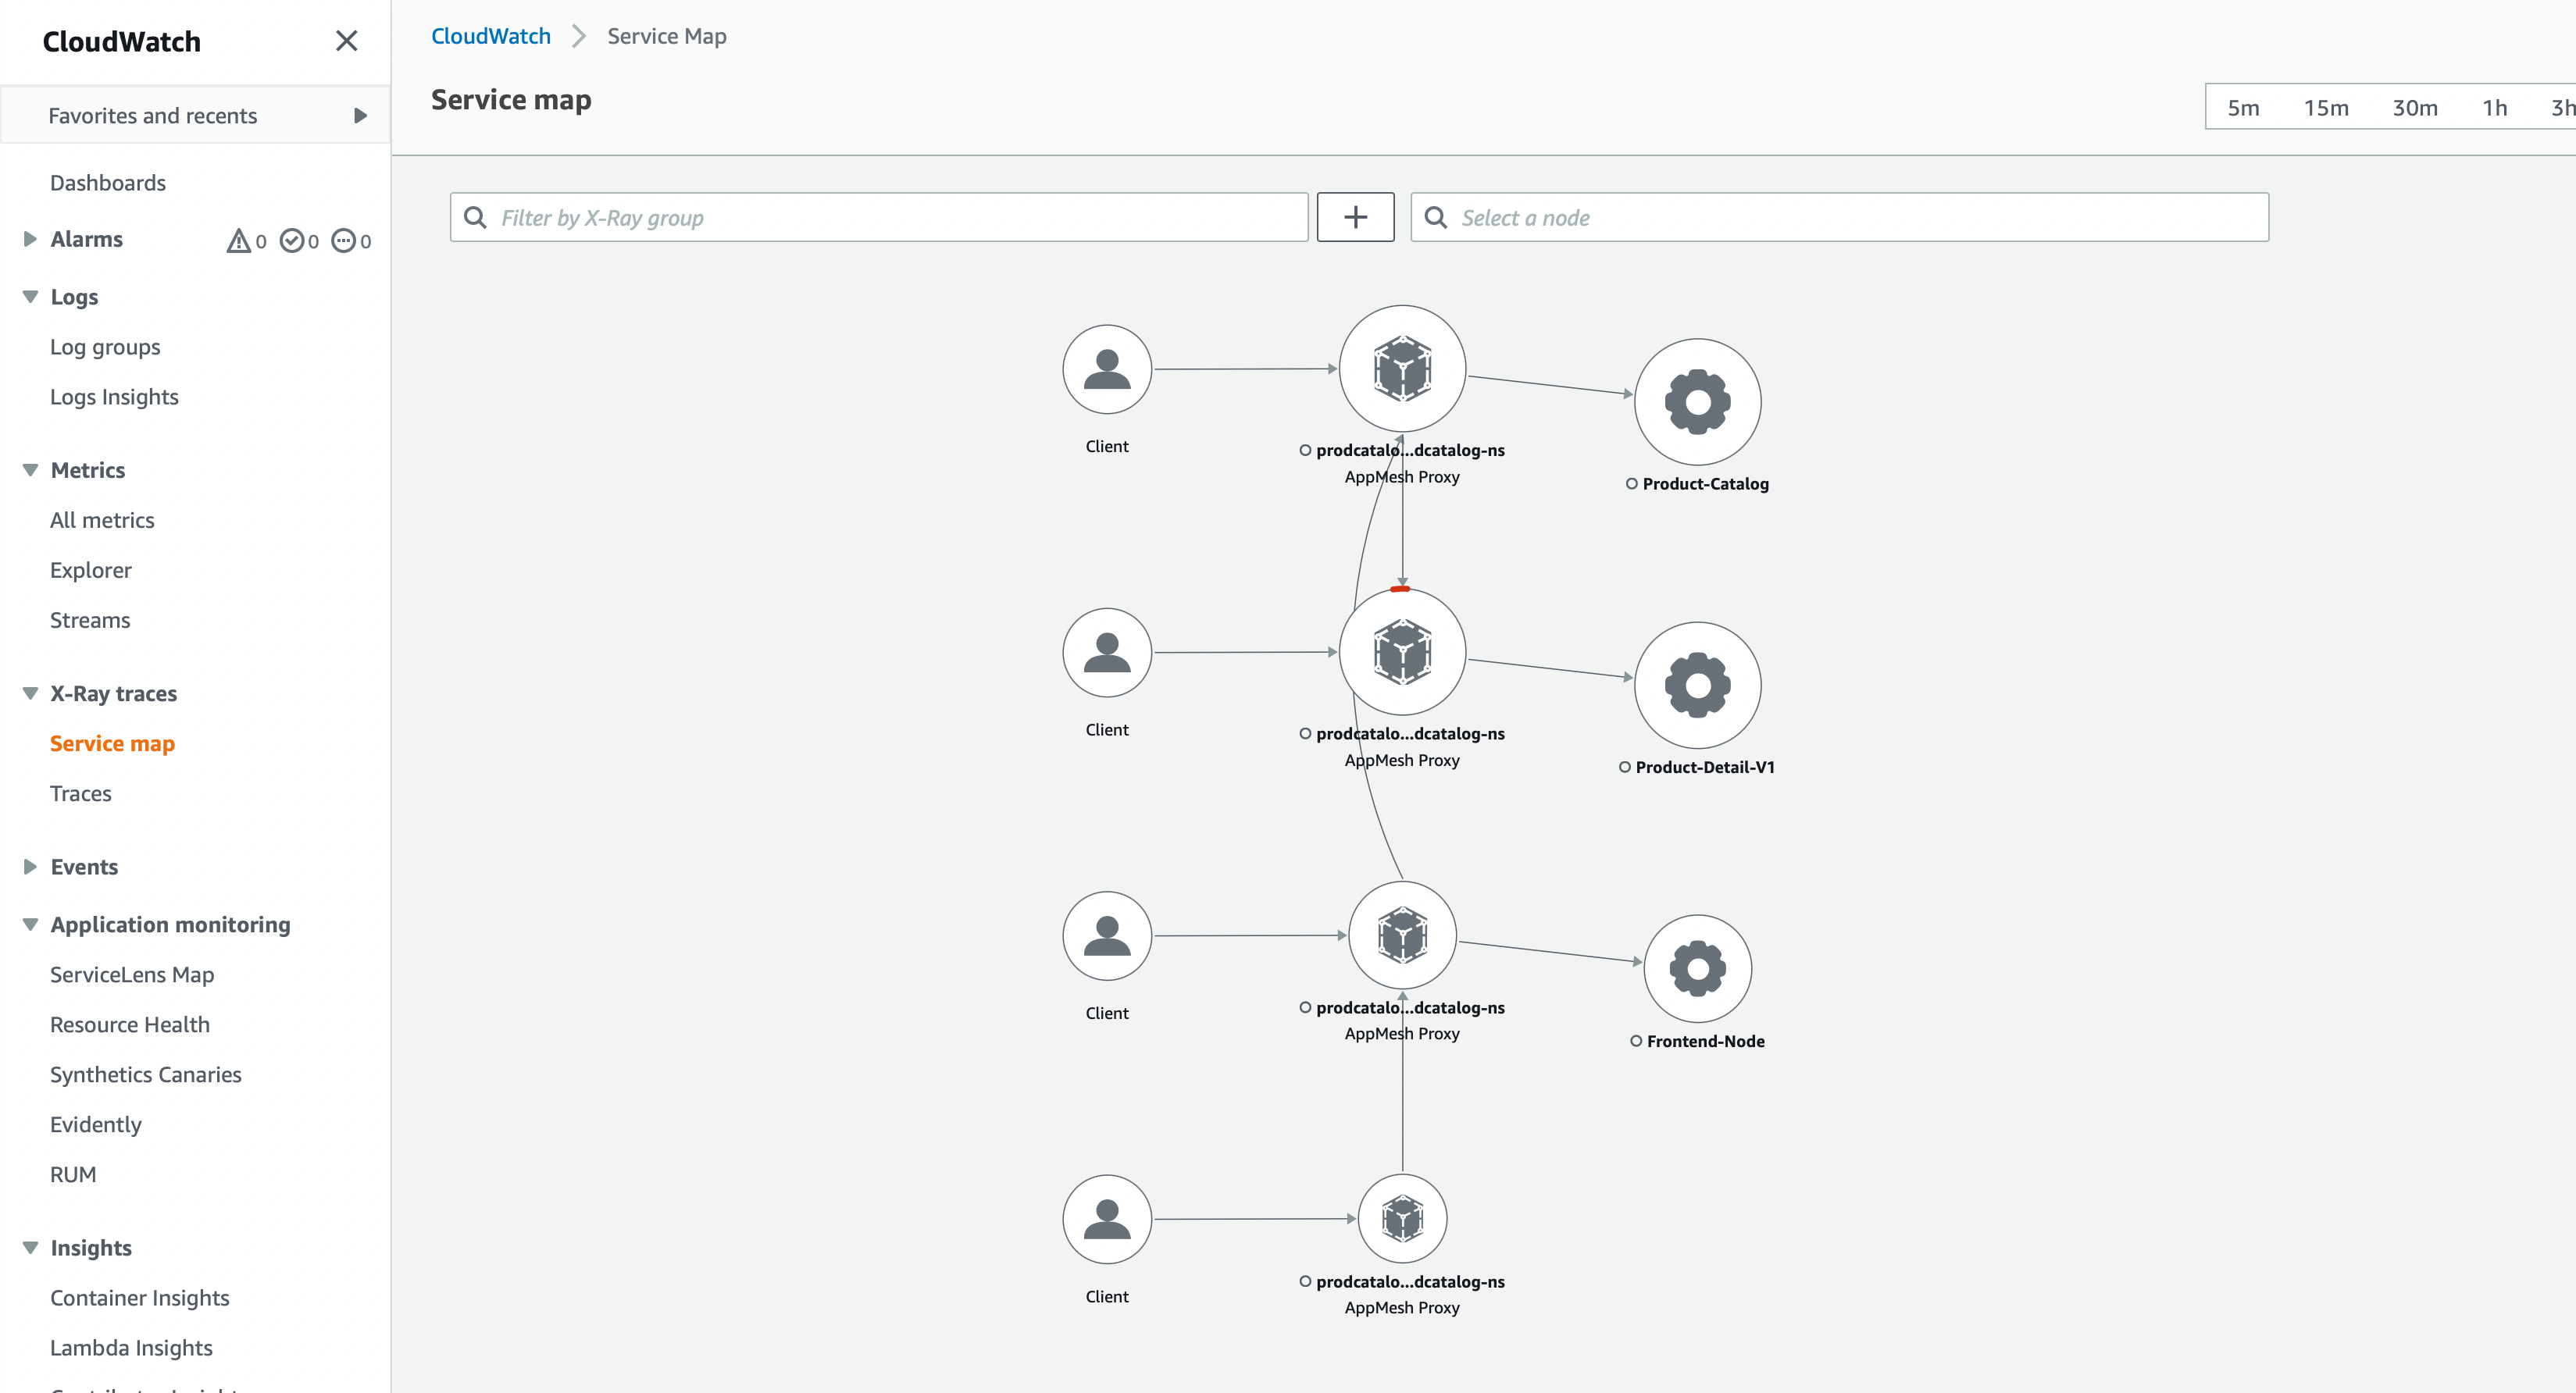 CloudWatch
Favorites and recents
Dashboards
Alarms 0 0 0
Logs
Log groups
Logs Insights
Metrics
All metrics
Explorer
Streams
X-Ray traces
Service map
Traces
Events
Application monitoring
ServiceLens Map
Resource Health
Synthetics Canaries
Evidently
RUM
Insights
Container Insights
Lambda Insights
CloudWatch Service Map
Service map
5m 15m 30m 1h 3h
Filter by X-Ray group
Select a node
Client
prodcatalo...dcatalog-ns
AppMesh Proxy
Product-Catalog
Client
prodcatalo...dcatalog-ns
AppMesh Proxy
Product-Detail-V1
Client
prodcatalo...dcatalog-ns
AppMesh Proxy
Frontend-Node
Client
prodcatalo...dcatalog-ns
AppMesh Proxy